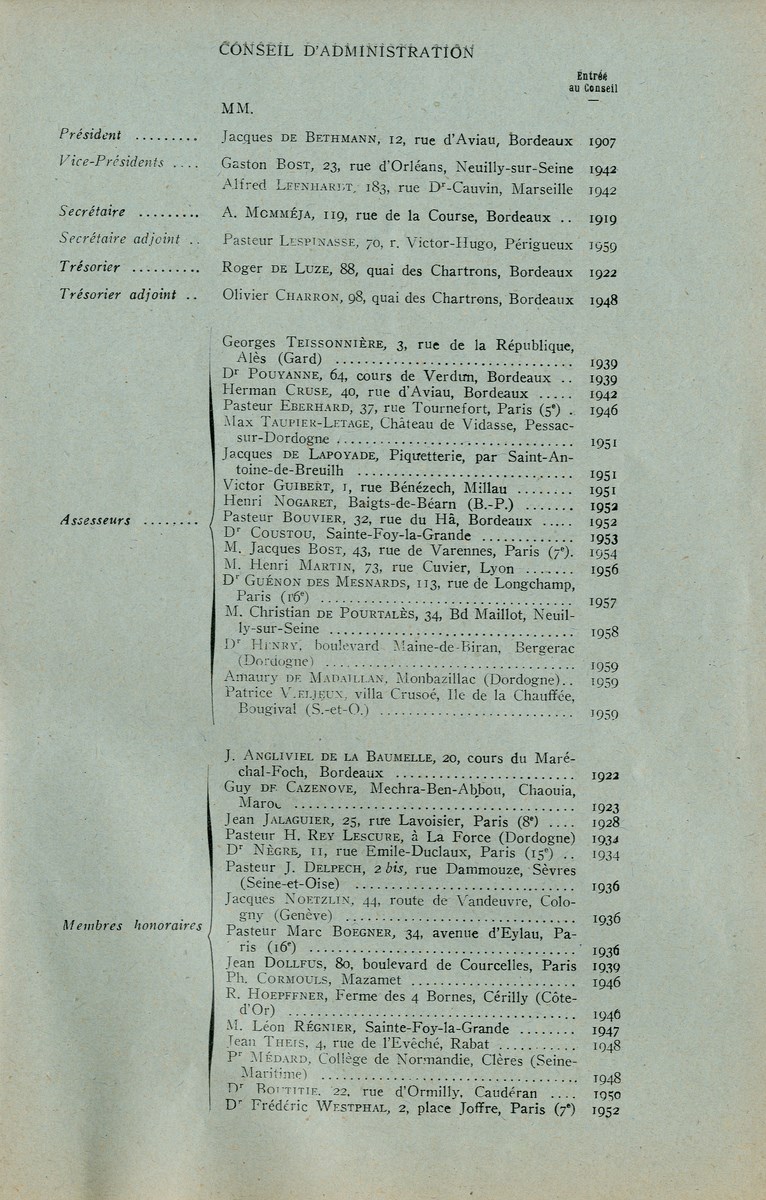 CONSEIL D'ADMINISTRATION
Entrée
au Conseil
MM.
Président ......... Jacques DE BETHMANN, 12, rue d'Aviau, Bordeaux 1907
Vice-Présidents .... Gaston BOST, 23, rue d'Orléans, Neuilly-sur-Seine 1942
Alfred LEENHARDT, 183, rue Dr-Cauvin, Marseille 1942
Secrétaire ......... A. MOMMÉJA, 119, rue de la Course, Bordeaux .. 1919
Secrétaire adjoint .. Pasteur LESPINASSE, 70, r. Victor-Hugo, Périgueux 1959
Trésorier .......... Roger DE LUZE, 88, quai des Chartrons, Bordeaux 1922
Trésorier adjoint .. Olivier CHARRON, 98, quai des Chartrons, Bordeaux 1948
Georges TEISSONNIÈRE, 3, rue de la République,
Alès (Gard) .............................. 1939
Dr POUYANNE, 64, cours de Verdun, Bordeaux .. 1939
Herman CRUSE, 40, rue d'Aviau, Bordeaux ..... 1942
Pasteur EBERHARD, 37, rue Tournefort, Paris (5e) . 1946
Max TAUPIER-LETAGE, Château de Vidasse, Pessac-
sur-Dordogne .............................. 1951
Jacques DE LAPOYADE, Piquetterie, par Saint-An-
toine-de-Breuilh .......................... 1951
Victor GUIBERT, 1, rue Bénézech, Millau ........ 1951
Henri NOGARET, Baigts-de-Béarn (B.-P.) ........ 1952
Assesseurs ........ Pasteur BOUVIER, 32, rue du Hâ, Bordeaux ..... 1952
Dr COUSTOU, Sainte-Foy-la-Grande ............ 1953
M. Jacques BOST, 43, rue de Varennes, Paris (7e). 1954
M. Henri MARTIN, 73, rue Cuvier, Lyon ....... 1956
Dr GUÉNON DES MESNARDS, 113, rue de Longchamp,
Paris (16e) ................................ 1957
M. Christian DE POURTALÈS, 34, Bd Maillot, Neuil-
ly-sur-Seine ............................... 1958
Dr HENRY, boulevard Maine-de-Biran, Bergerac
(Dordogne) ................................ 1959
Amaury DE MADAILLAN, Monbazillac (Dordogne).. 1959
Patrice VIELJEUX, villa Crusoé, Ile de la Chauffée,
Bougival (S.-et-O.) ........................ 1959
J. ANGLIVIEL DE LA BAUMELLE, 20, cours du Maré-
chal-Foch, Bordeaux ...................... 1922
Guy DE CAZENOVE, Mechra-Ben-Abbou, Chaouia,
Maroc ..................................... 1923
Jean JALAGUIER, 25, rue Lavoisier, Paris (8e) .... 1928
Pasteur H. REY LESCURE, à La Force (Dordogne) 1934
Dr NÈGRE, 11, rue Emile-Duclaux, Paris (15e) .. 1934
Pasteur J. DELPECH, 2 bis, rue Dammouze, Sèvres
(Seine-et-Oise) ............................ 1936
Jacques NOETZLIN, 44, route de Vandeuvre, Colo-
gny (Genève) .............................. 1936
Membres honoraires Pasteur Marc BOEGNER, 34, avenue d'Eylau, Pa-
ris (16e) .................................. 1936
Jean DOLLFUS, 80, boulevard de Courcelles, Paris 1939
Ph. CORMOULS, Mazamet ..................... 1946
R. HOEPFFNER, Ferme des 4 Bornes, Cérilly (Côte-
d'Or) ..................................... 1946
M. Léon RÉGNIER, Sainte-Foy-la-Grande ........ 1947
Jean THEIS, 4, rue de l'Evêché, Rabat .......... 1948
Pr MÉDARD, Collège de Normandie, Clères (Seine-
Maritime) ................................. 1948
Dr BOUTITIE, 22, rue d'Ormilly, Caudéran .... 1950
Dr Frédéric WESTPHAL, 2, place Joffre, Paris (7e) 1952